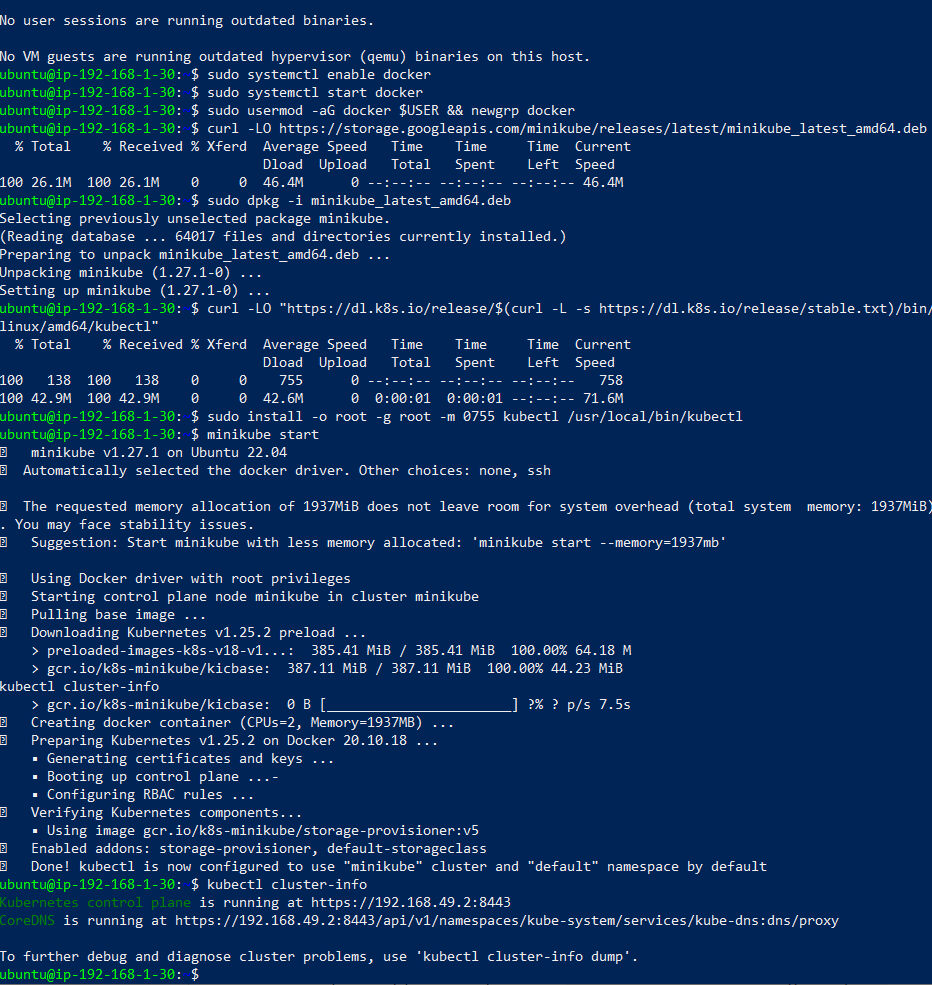 No user sessions are running outdated binaries.
No VM guests are running outdated hypervisor (qemu) binaries on this host.
ubuntu@ip-192-168-1-30: $ sudo systemctl enable docker
ubuntu@ip-192-168-1-30: $ sudo systemctl start docker
ubuntu@ip-192-168-1-30: $ sudo usermod -aG docker $USER && newgrp docker
ubuntu@ip-192-168-1-30: $ curl -LO https://storage.googleapis.com/minikube/releases/latest/minikube_latest_amd64.deb
  % Total    % Received % Xferd  Average Speed   Time    Time     Time  Current
                                 Dload  Upload   Total   Spent    Left  Speed
100 26.1M  100 26.1M    0     0  46.4M      0 --:--:-- --:--:-- --:--:-- 46.4M
ubuntu@ip-192-168-1-30: $ sudo dpkg -i minikube_latest_amd64.deb
Selecting previously unselected package minikube.
(Reading database ... 64017 files and directories currently installed.)
Preparing to unpack minikube_latest_amd64.deb ...
Unpacking minikube (1.27.1-0) ...
Setting up minikube (1.27.1-0) ...
ubuntu@ip-192-168-1-30: $ curl -LO "https://dl.k8s.io/release/$(curl -L -s https://dl.k8s.io/release/stable.txt)/bin/
linux/amd64/kubectl"
  % Total    % Received % Xferd  Average Speed   Time    Time     Time  Current
                                 Dload  Upload   Total   Spent    Left  Speed
100   138  100   138    0     0    755      0 --:--:-- --:--:-- --:--:--   758
100 42.9M  100 42.9M    0     0  42.6M      0  0:00:01  0:00:01 --:--:-- 71.6M
ubuntu@ip-192-168-1-30: $ sudo install -o root -g root -m 0755 kubectl /usr/local/bin/kubectl
ubuntu@ip-192-168-1-30: $ minikube start
minikube v1.27.1 on Ubuntu 22.04
Automatically selected the docker driver. Other choices: none, ssh
The requested memory allocation of 1937MiB does not leave room for system overhead (total system  memory: 1937MiB)
. You may face stability issues.
Suggestion: Start minikube with less memory allocated: 'minikube start --memory=1937mb'
Using Docker driver with root privileges
Starting control plane node minikube in cluster minikube
Pulling base image ...
Downloading Kubernetes v1.25.2 preload ...
    > preloaded-images-k8s-v18-v1...:  385.41 MiB / 385.41 MiB  100.00% 64.18 M
    > gcr.io/k8s-minikube/kicbase:  387.11 MiB / 387.11 MiB  100.00% 44.23 MiB
kubectl cluster-info
    > gcr.io/k8s-minikube/kicbase:  0 B [_______________________] ?% ? p/s 7.5s
Creating docker container (CPUs=2, Memory=1937MB) ...
Preparing Kubernetes v1.25.2 on Docker 20.10.18 ...
    ▪ Generating certificates and keys ...
    ▪ Booting up control plane ...-
    ▪ Configuring RBAC rules ...
Verifying Kubernetes components...
    ▪ Using image gcr.io/k8s-minikube/storage-provisioner:v5
Enabled addons: storage-provisioner, default-storageclass
Done! kubectl is now configured to use "minikube" cluster and "default" namespace by default
ubuntu@ip-192-168-1-30: $ kubectl cluster-info
Kubernetes control plane is running at https://192.168.49.2:8443
CoreDNS is running at https://192.168.49.2:8443/api/v1/namespaces/kube-system/services/kube-dns:dns/proxy
To further debug and diagnose cluster problems, use 'kubectl cluster-info dump'.
ubuntu@ip-192-168-1-30: $